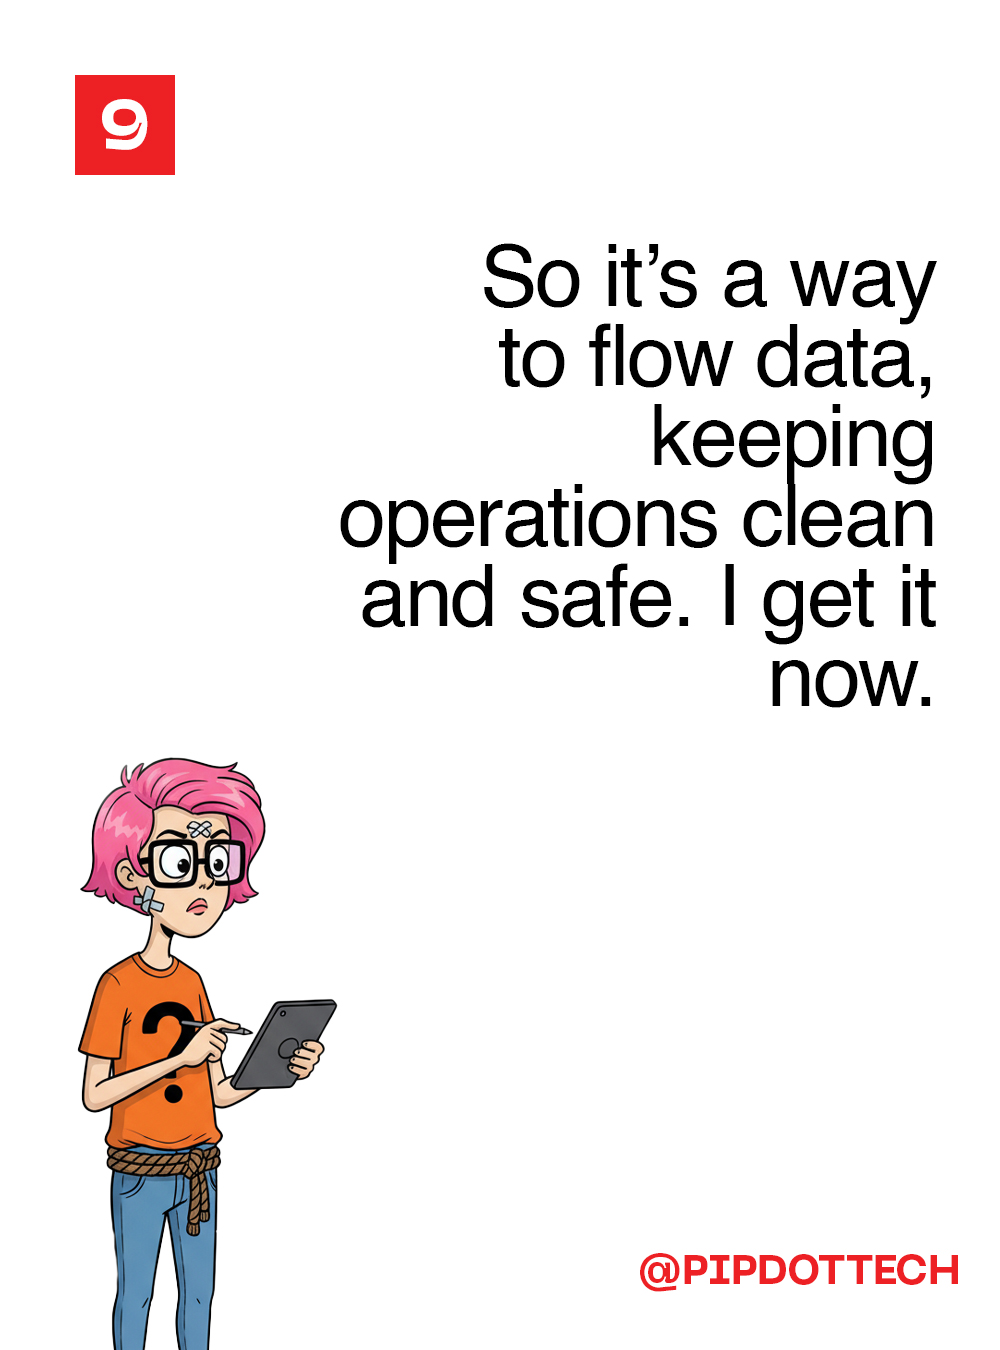 9
So it’s a way
to flow data,
keeping
operations clean
and safe. I get it
now.
?
@PIPDOTTECH